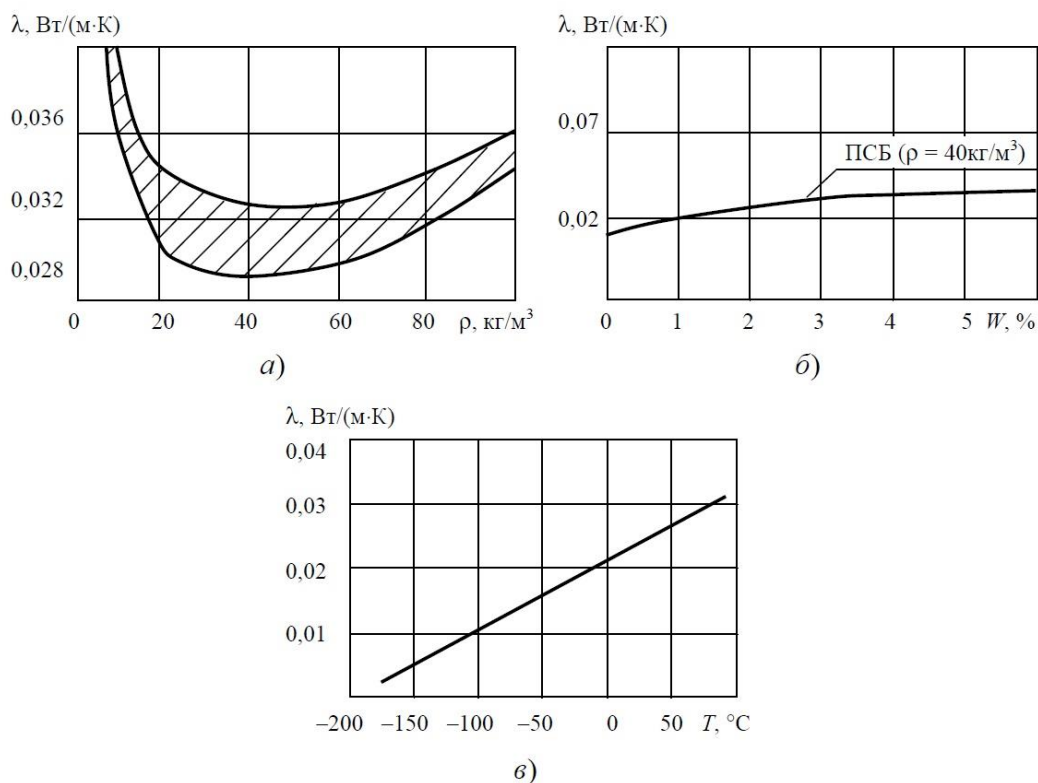 λ, Вт/(м·К)
0,036
0,032
0,028
0 20 40 60 80 ρ, кг/м³
а)
λ, Вт/(м·К)
0,07
0,02
ПСБ (ρ = 40кг/м³)
0 1 2 3 4 5 W, %
б)
λ, Вт/(м·К)
0,04
0,03
0,02
0,01
–200 –150 –100 –50 0 50 T, °C
в)